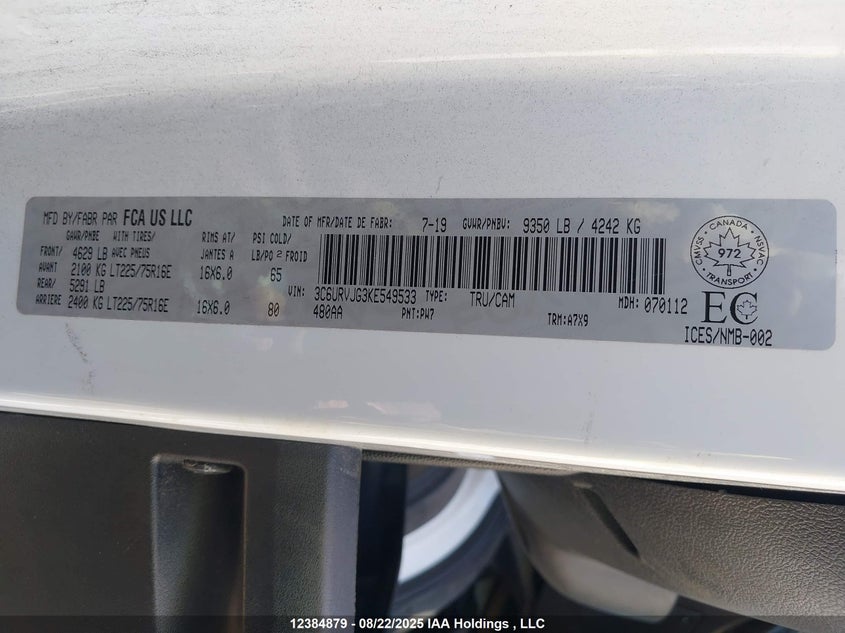 MFD BY/FABR PAR FCA US LLC
DATE OF MFR/DATE DE FABR: 7-19 GVWR/PNBV: 9350 LB / 4242 KG
GAWR/PNBE WITH TIRES/ RIMS AT/ PSI COLD/
FRONT/ 4629 LB AVEC PNEUS JANTES A LB/PO² FROID
AVANT 2100 KG LT225/75R16E 16X6.0 65
REAR/ 5291 LB
ARRIERE 2400 KG LT225/75R16E 16X6.0 80
VIN: 3C6URVJG3KE549533 TYPE: TRU/CAM MDH: 070112
480AA PNT:PW7 TRM:A7X9
CANADA
CMVSS NSVAC
972
TRANSPORT
EC
ICES/NMB-002
12384879 - 08/22/2025 IAA Holdings , LLC